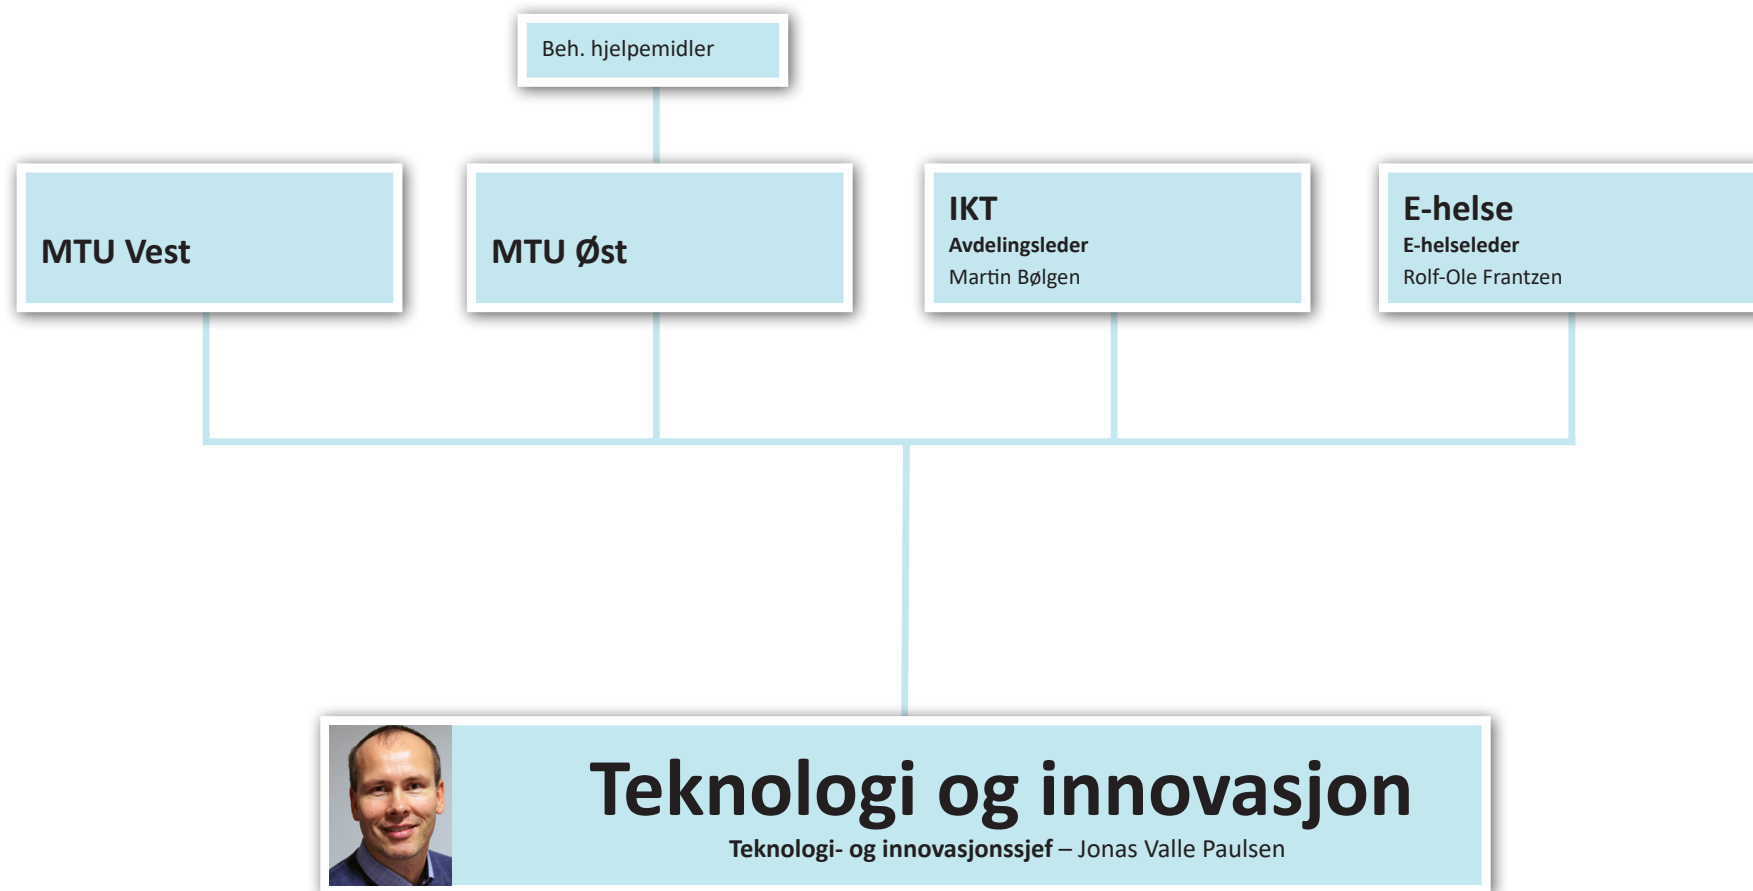 Beh. hjelpemidler
MTU Vest
MTU Øst
IKT
Avdelingsleder
Martin Bølgen
E-helse
E-helseleder
Rolf-Ole Frantzen
Teknologi og innovasjon
Teknologi- og innovasjonssjef – Jonas Valle Paulsen